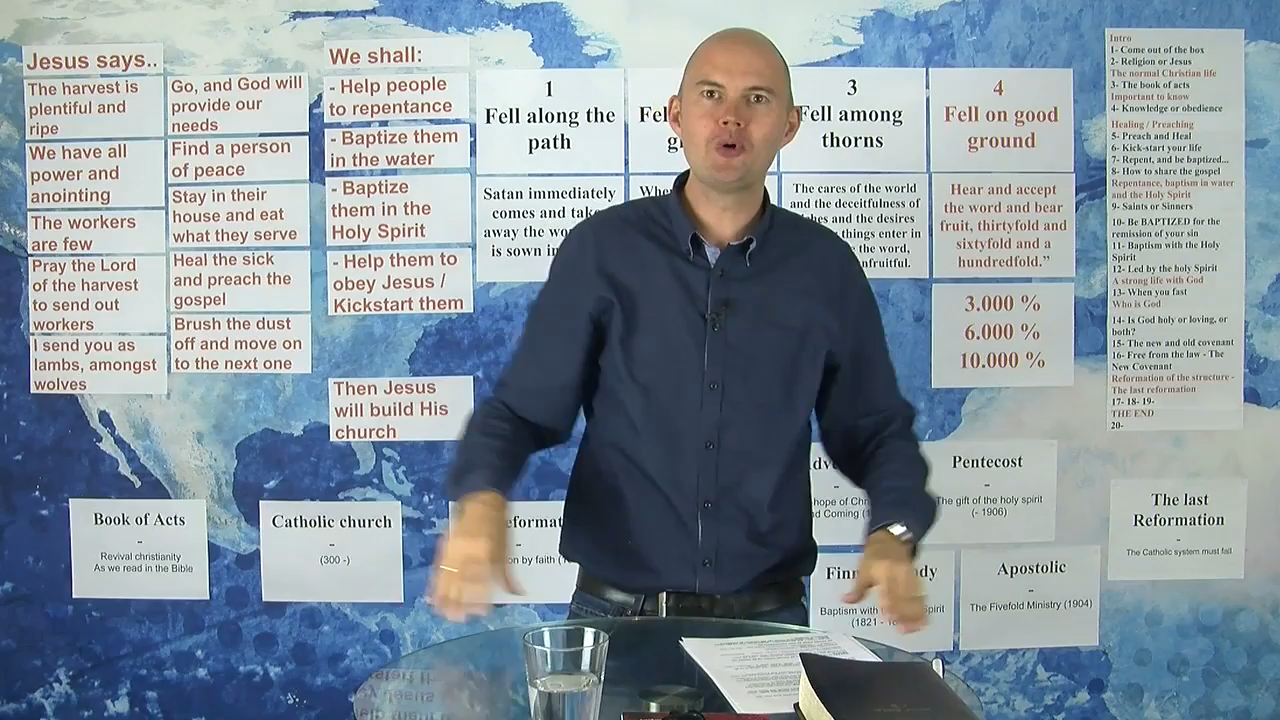 Jesus says..
The harvest is
plentiful and
ripe
We have all
power and
anointing
The workers
are few
Pray the Lord
of the harvest
to send out
workers
I send you as
lambs, amongst
wolves
Go, and God will
provide our
needs
Find a person
of peace
Stay in their
house and eat
what they serve
Heal the sick
and preach the
gospel
Brush the dust
off and move on
to the next one
We shall:
- Help people
to repentance
- Baptize them
in the water
- Baptize
them in the
Holy Spirit
- Help them to
obey Jesus /
Kickstart them
Then Jesus
will build His
church
1
Fell along the
path
Satan immediately
comes and
away the
is sown
3
Fell among
thorns
The cares of the world
and the deceitfulness of
and the desires
things enter in
the word,
4
Fell on good
ground
Hear and accept
the word and bear
fruit, thirtyfold and
sixtyfold and a
hundredfold.”
3.000 %
6.000 %
10.000 %
Intro
1- Come out of the box
2- Religion or Jesus
The normal Christian life
3- The book of acts
Important to know
4- Knowledge or obedience
Healing / Preaching
5- Preach and Heal
6- Kick-start your life
7- Repent, and be baptized...
8- How to share the gospel
Repentance, baptism in water
and the Holy Spirit
9- Saints or Sinners
10- Be BAPTIZED for the
remission of your sin
11- Baptism with the Holy
Spirit
12- Led by the holy Spirit
A strong life with God
13- When you fast
Who is God
14- Is God holy or loving, or
both?
15- The new and old covenant
16- Free from the law - The
New Covenant
Reformation of the structure -
The last reformation
17- 18- 19-
THE END
20-
Book of Acts
-
Revival christianity
As we read in the Bible
Catholic church
-
(300 -)
by faith
Pentecost
-
The gift of the holy spirit
(- 1906)
Baptism with
(1821 -
Apostolic
-
The Fivefold Ministry (1904)
The last
Reformation
-
The Catholic system must fall